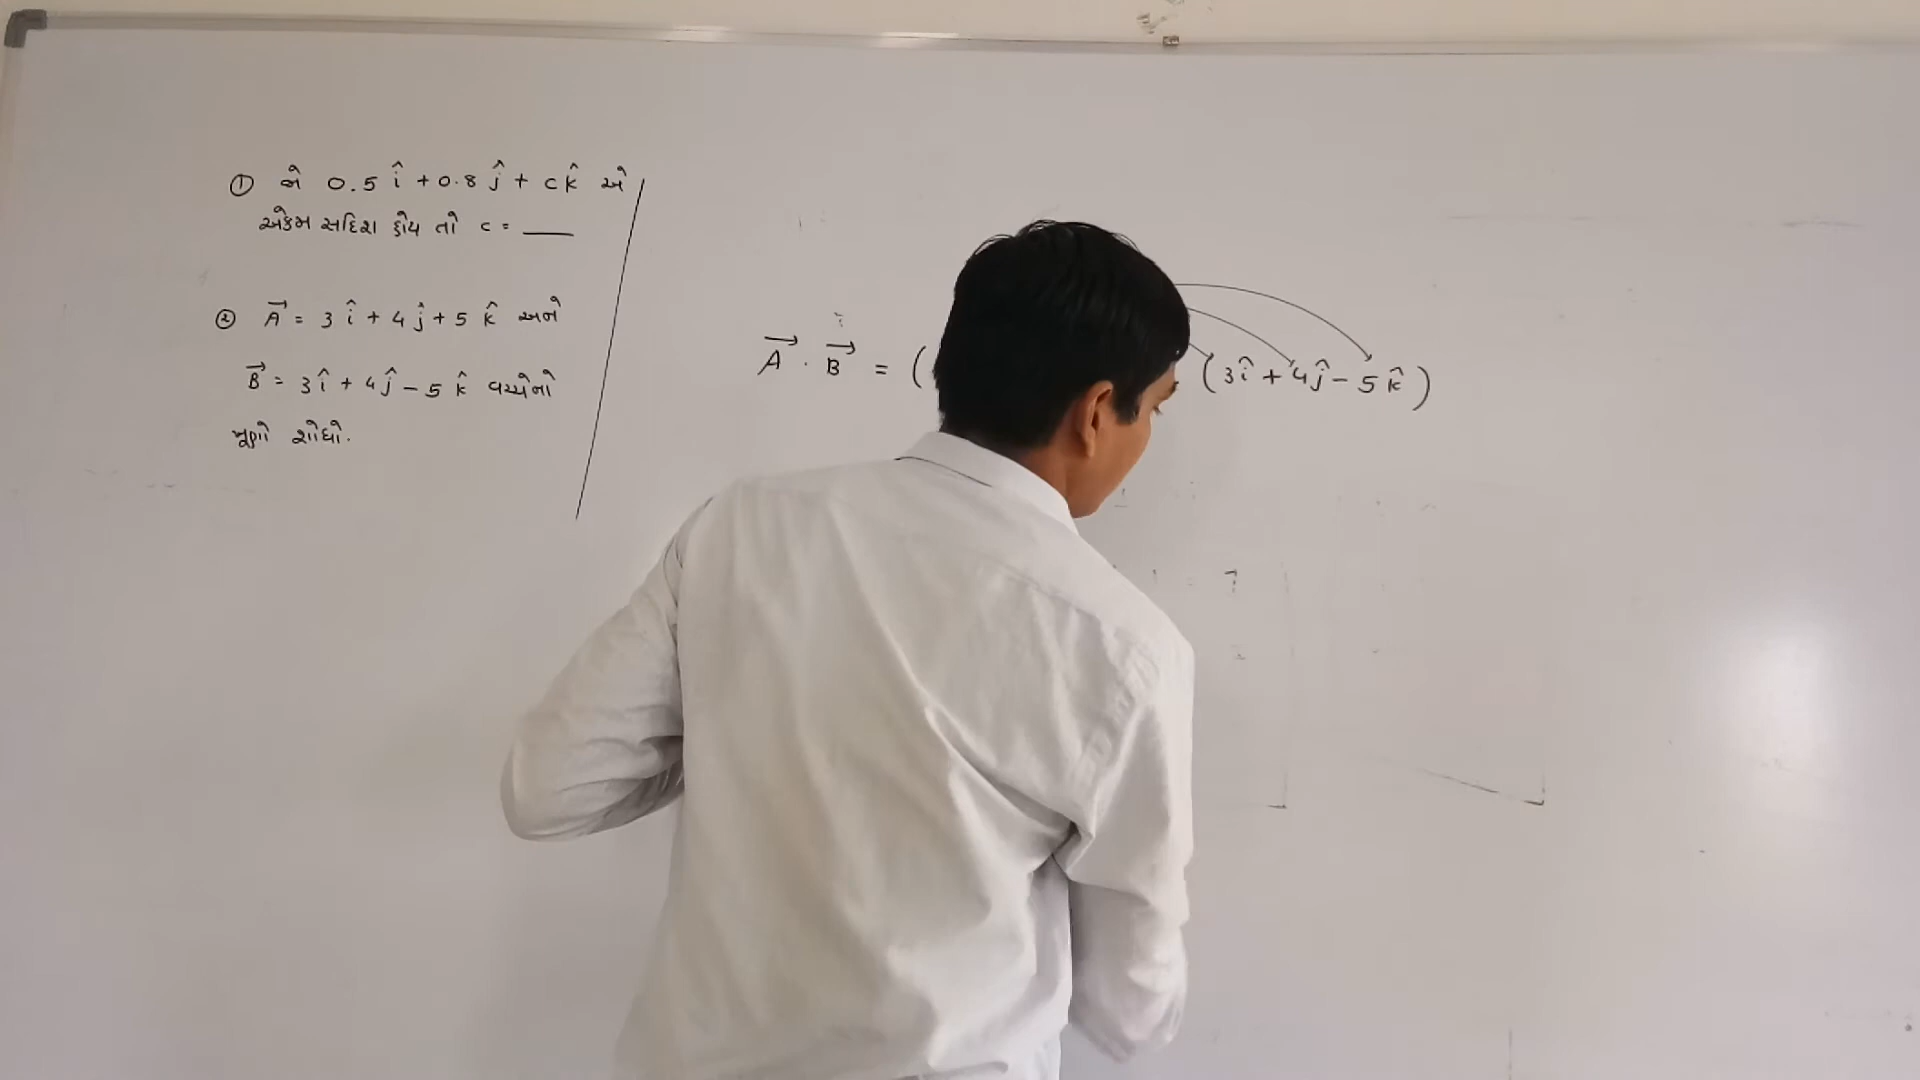 ① જો 0.5 î + 0.8 ĵ + c k̂ એ
એકમ સદિશ હોય તો c = ____
② A⃗ = 3 î + 4 ĵ + 5 k̂ અને
B⃗ = 3 î + 4 ĵ − 5 k̂ વચ્ચેનો
ખૂણો શોધો.
A⃗ · B⃗ = ( (3 î + 4 ĵ − 5 k̂)